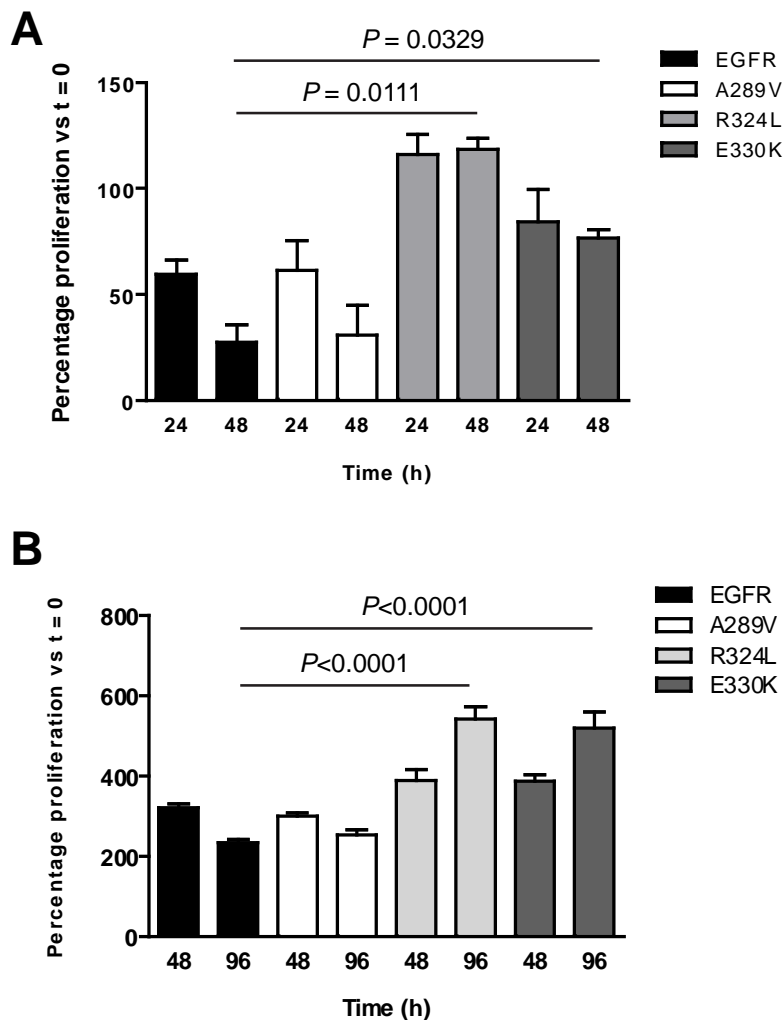 A
P = 0.0329
P = 0.0111
EGFR
A289V
R324L
E330K
Percentage proliferation vs t = 0
150
100
50
0
24 48 24 48 24 48 24 48
Time (h)
B
P<0.0001
P<0.0001
EGFR
A289V
R324L
E330K
Percentage proliferation vs t = 0
800
600
400
200
0
48 96 48 96 48 96 48 96
Time (h)